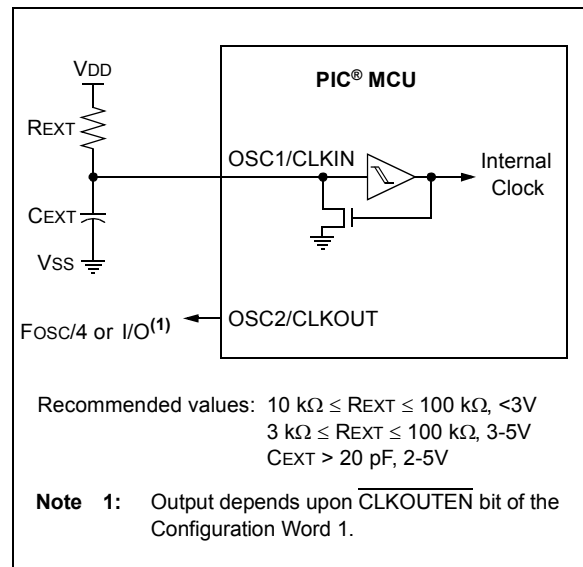 VDD
PIC® MCU
REXT
OSC1/CLKIN
Internal
Clock
CEXT
VSS
OSC2/CLKOUT
FOSC/4 or I/O(1)
Recommended values: 10 kΩ ≤ REXT ≤ 100 kΩ, <3V
3 kΩ ≤ REXT ≤ 100 kΩ, 3-5V
CEXT > 20 pF, 2-5V
Note 1: Output depends upon CLKOUTEN bit of the
Configuration Word 1.